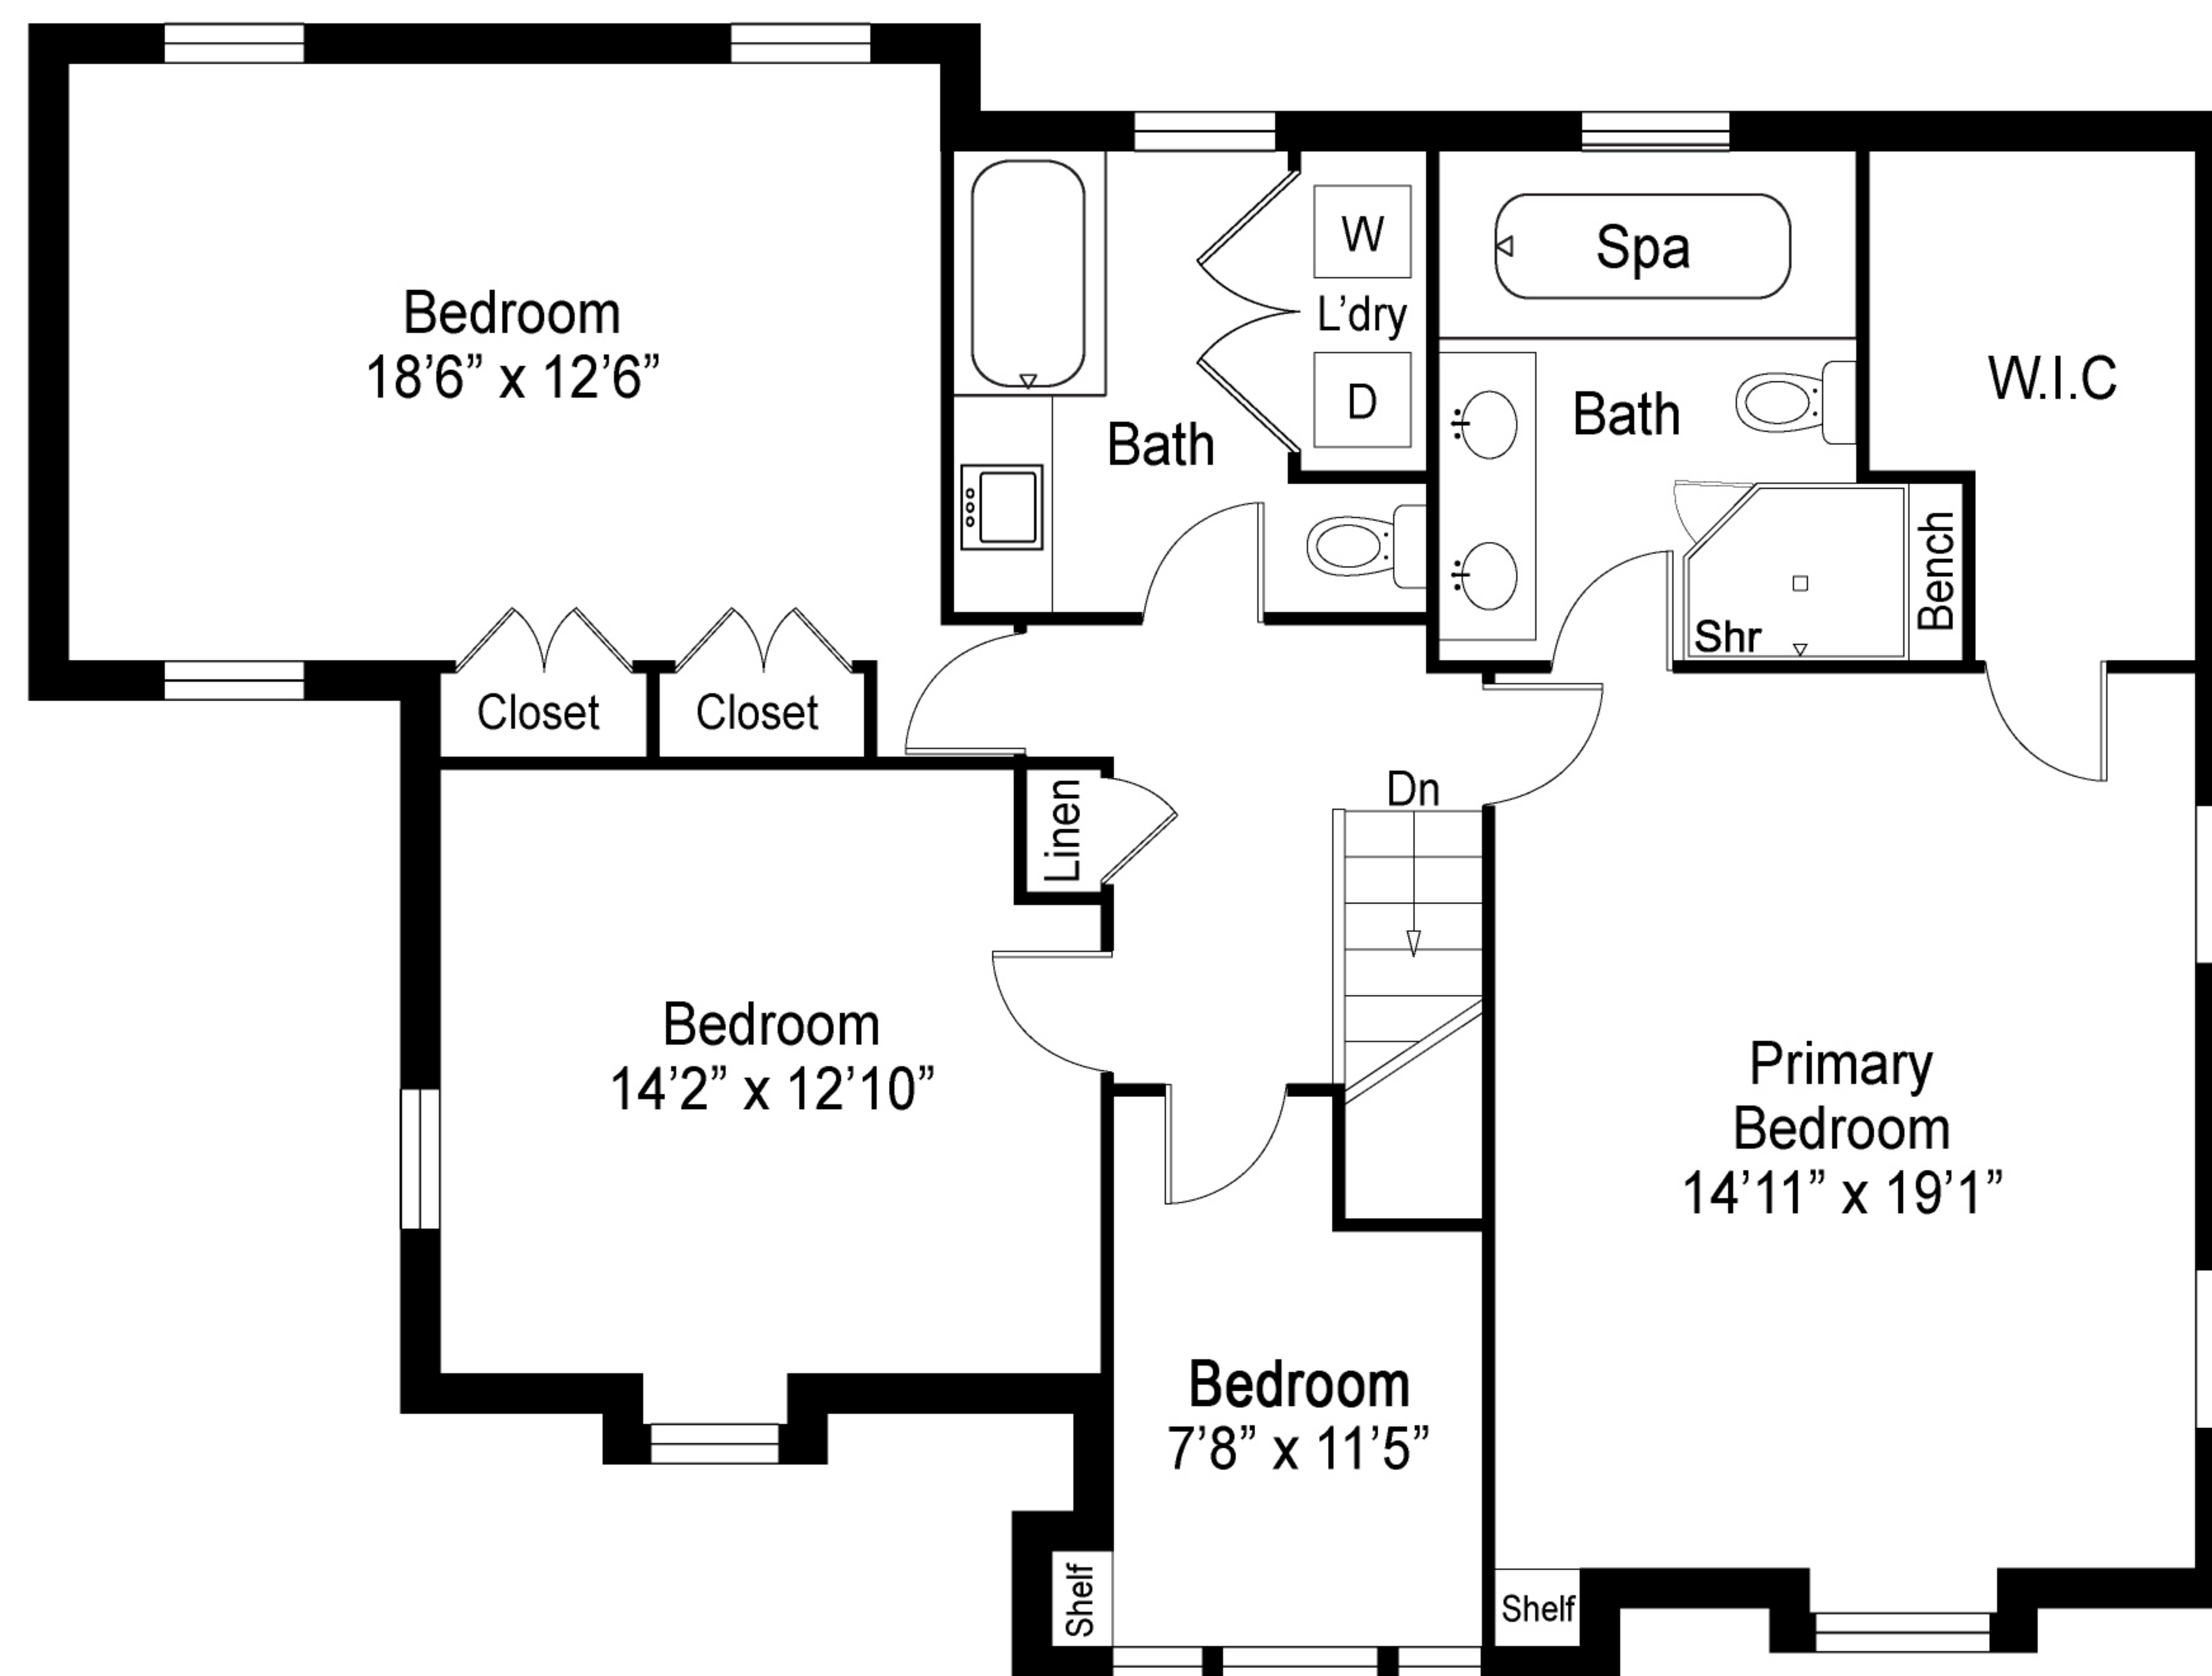 Bedroom
18’6” x 12’6”
W
L’dry
D
Bath
Spa
Bath
W.I.C
Shr
Bench
Closet
Closet
Linen
Dn
Bedroom
14’2” x 12’10”
Primary
Bedroom
14’11” x 19’1”
Bedroom
7’8” x 11’5”
Shelf
Shelf